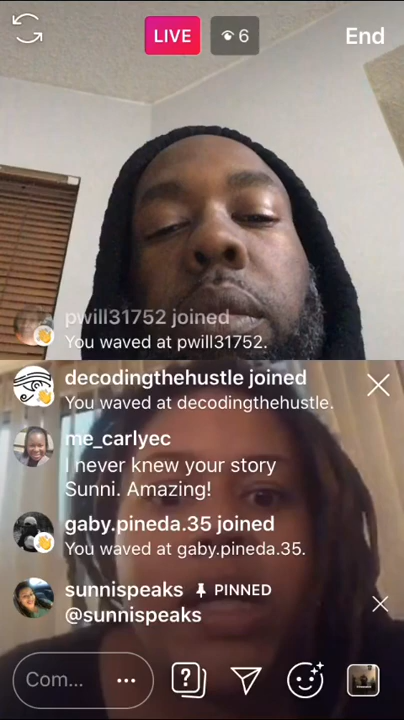 LIVE
6
End
pwill31752 joined
You waved at pwill31752.
decodingthehustle joined
You waved at decodingthehustle.
me_carlyec
I never knew your story
Sunni. Amazing!
gaby.pineda.35 joined
You waved at gaby.pineda.35.
sunnispeaks PINNED
@sunnispeaks
Com...